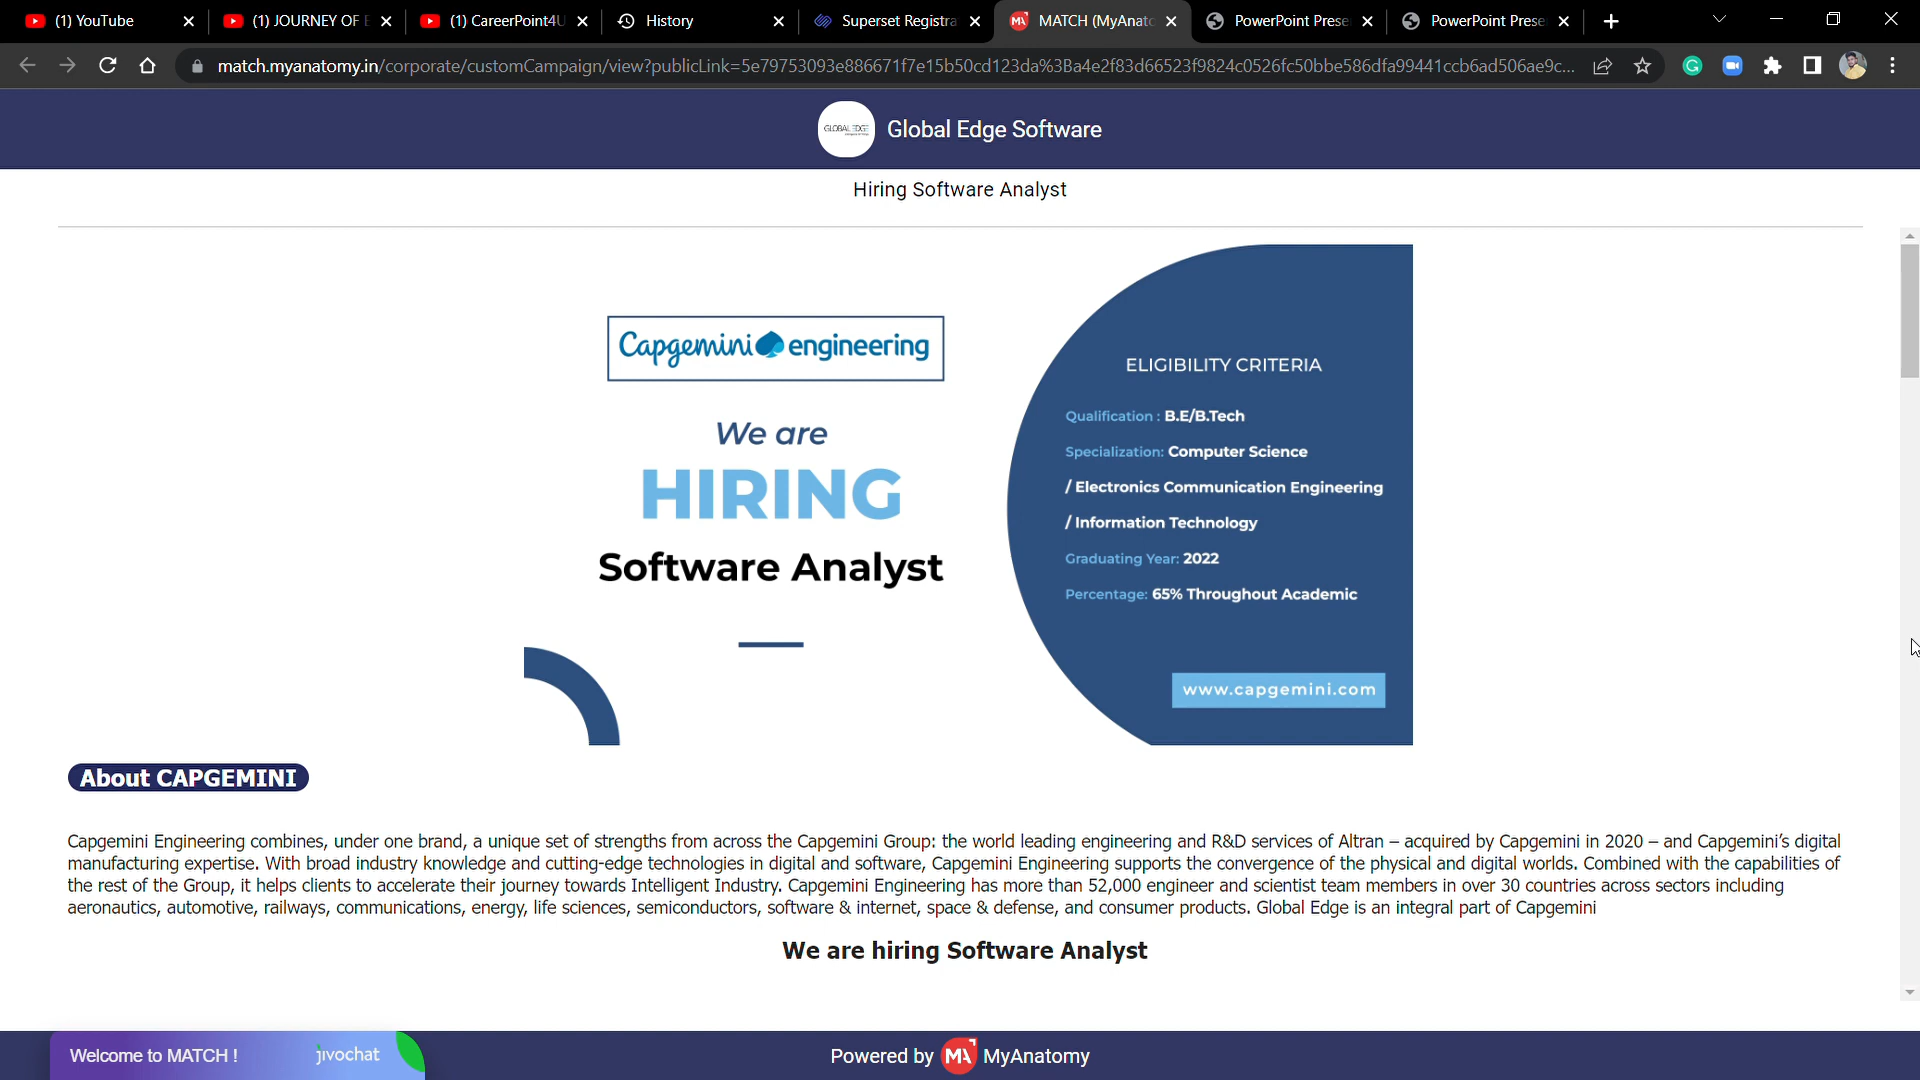 (1) YouTube
(1) JOURNEY OF
(1) CareerPoint4U
History
Superset Registra
MATCH (MyAnato
PowerPoint Prese
PowerPoint Prese
match.myanatomy.in/corporate/customCampaign/view?publicLink=5e79753093e886671f7e15b50cd123da%3Ba4e2f83d66523f9824c0526fc50bbe586dfa99441ccb6ad506ae9c...
GLOBAL EDGE
Global Edge Software
Hiring Software Analyst
Capgemini engineering
We are
HIRING
Software Analyst
ELIGIBILITY CRITERIA
Qualification : B.E/B.Tech
Specialization: Computer Science
/ Electronics Communication Engineering
/ Information Technology
Graduating Year: 2022
Percentage: 65% Throughout Academic
www.capgemini.com
About CAPGEMINI
Capgemini Engineering combines, under one brand, a unique set of strengths from across the Capgemini Group: the world leading engineering and R&D services of Altran – acquired by Capgemini in 2020 – and Capgemini's digital
manufacturing expertise. With broad industry knowledge and cutting-edge technologies in digital and software, Capgemini Engineering supports the convergence of the physical and digital worlds. Combined with the capabilities of
the rest of the Group, it helps clients to accelerate their journey towards Intelligent Industry. Capgemini Engineering has more than 52,000 engineer and scientist team members in over 30 countries across sectors including
aeronautics, automotive, railways, communications, energy, life sciences, semiconductors, software & internet, space & defense, and consumer products. Global Edge is an integral part of Capgemini
We are hiring Software Analyst
Welcome to MATCH !
jivochat
Powered by MA MyAnatomy